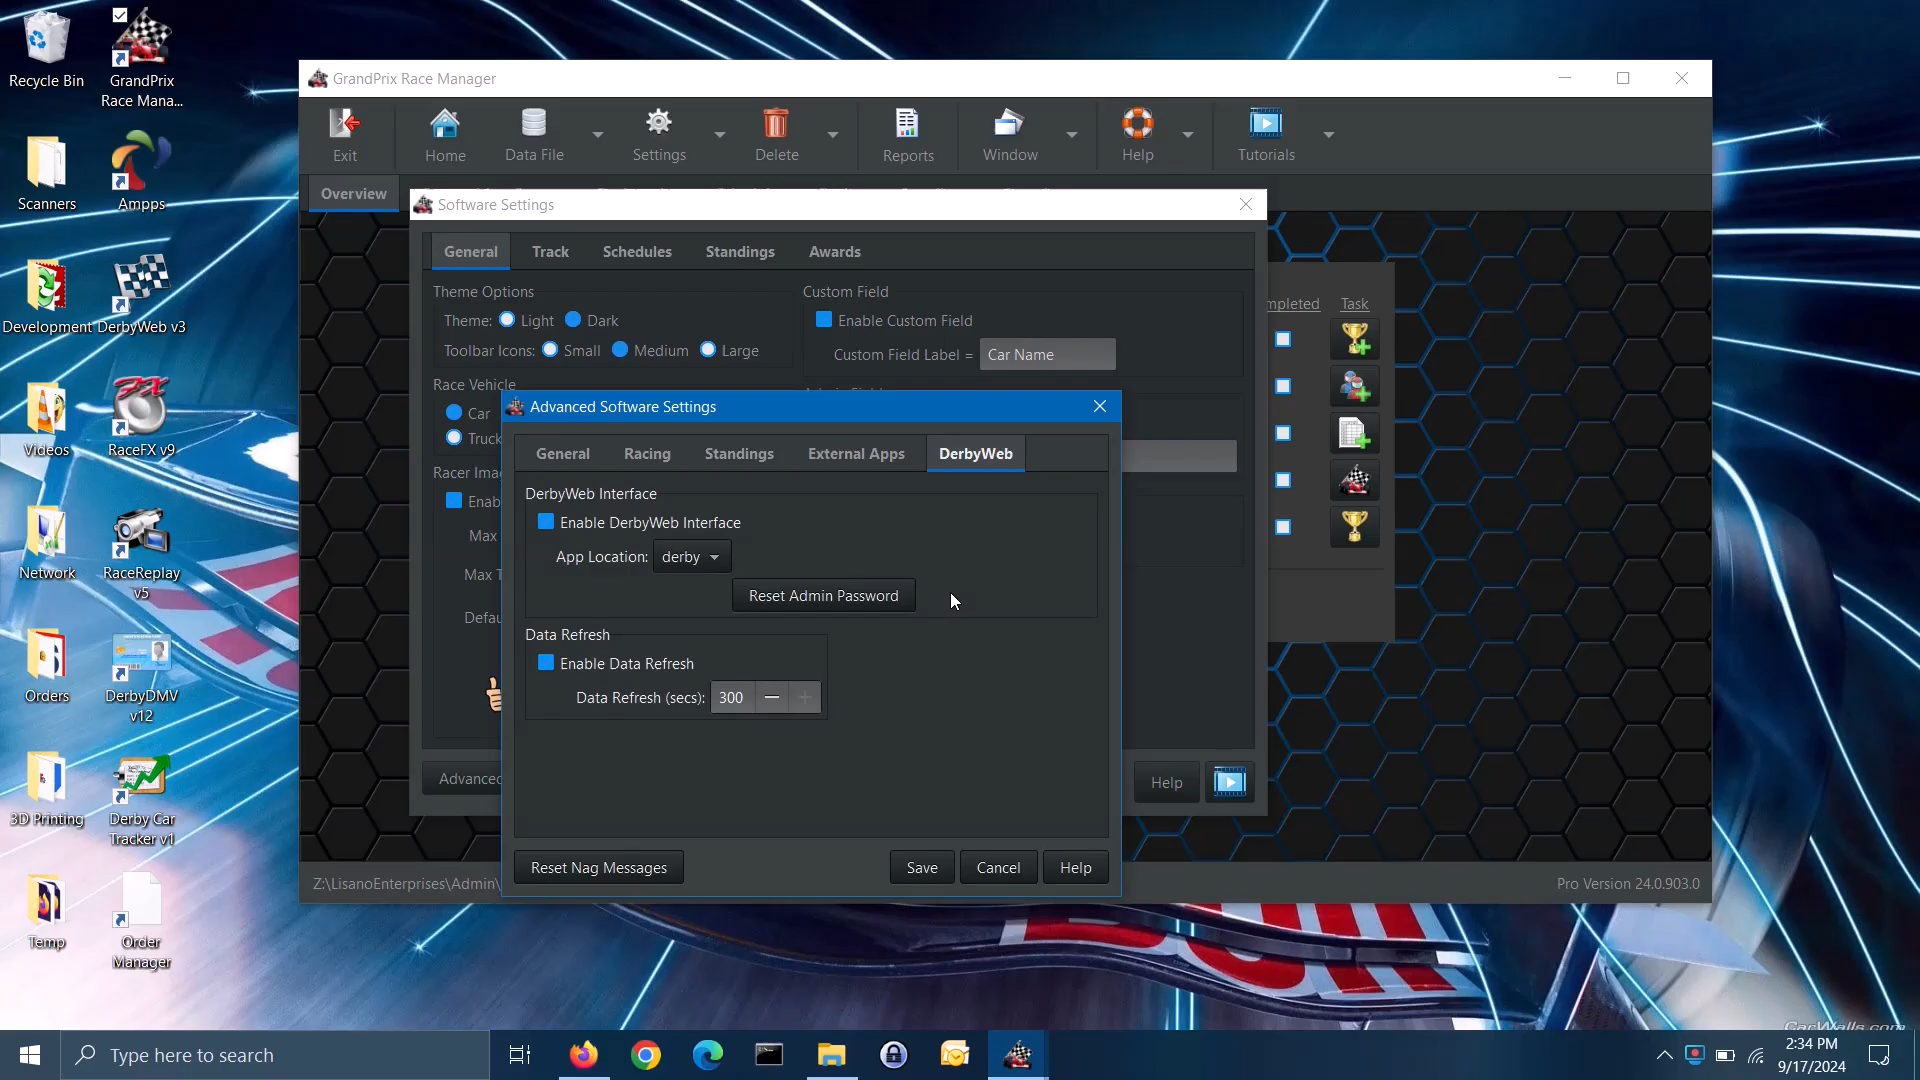 Recycle Bin
GrandPrix
Race Mana...
Scanners
Ampps
Development
DerbyWeb v3
Videos
RaceFX v9
Network
RaceReplay
v5
Orders
DerbyDMV
v12
3D Printing
Derby Car
Tracker v1
Temp
Order
Manager
GrandPrix Race Manager
Exit
Home
Data File
Settings
Delete
Reports
Window
Help
Tutorials
Overview
Software Settings
General
Track
Schedules
Standings
Awards
Theme Options
Theme:
Light
Dark
Toolbar Icons:
Small
Medium
Large
Custom Field
Enable Custom Field
Custom Field Label =
Car Name
Race Vehicle
Car
Truck
Racer Imag
Enab
Max
Max T
Defau
Advanced
Help
mpleted
Task
Advanced Software Settings
General
Racing
Standings
External Apps
DerbyWeb
DerbyWeb Interface
Enable DerbyWeb Interface
App Location:
derby
Reset Admin Password
Data Refresh
Enable Data Refresh
Data Refresh (secs):
300
Reset Nag Messages
Save
Cancel
Help
Z:\LisanoEnterprises\Admin\
Pro Version 24.0.903.0
CarWalls.com
Type here to search
2:34 PM
9/17/2024